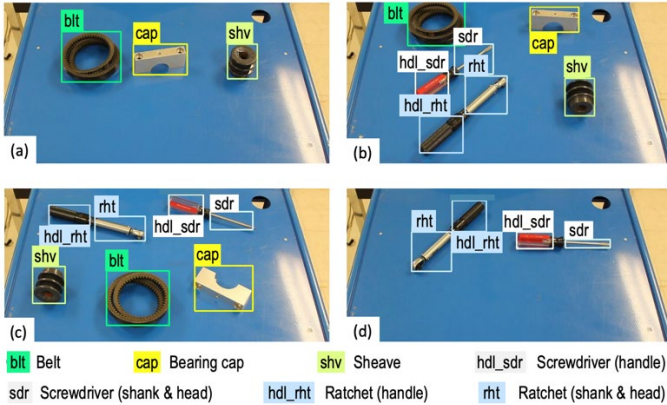 blt
cap
shv
(a)
blt
sdr
cap
hdl_sdr
rht
shv
hdl_rht
(b)
rht
sdr
hdl_rht
hdl_sdr
shv
blt
cap
(c)
rht
hdl_sdr
hdl_rht
sdr
(d)
blt Belt cap Bearing cap shv Sheave hdl_sdr Screwdriver (handle)
sdr Screwdriver (shank & head) hdl_rht Ratchet (handle) rht Ratchet (shank & head)